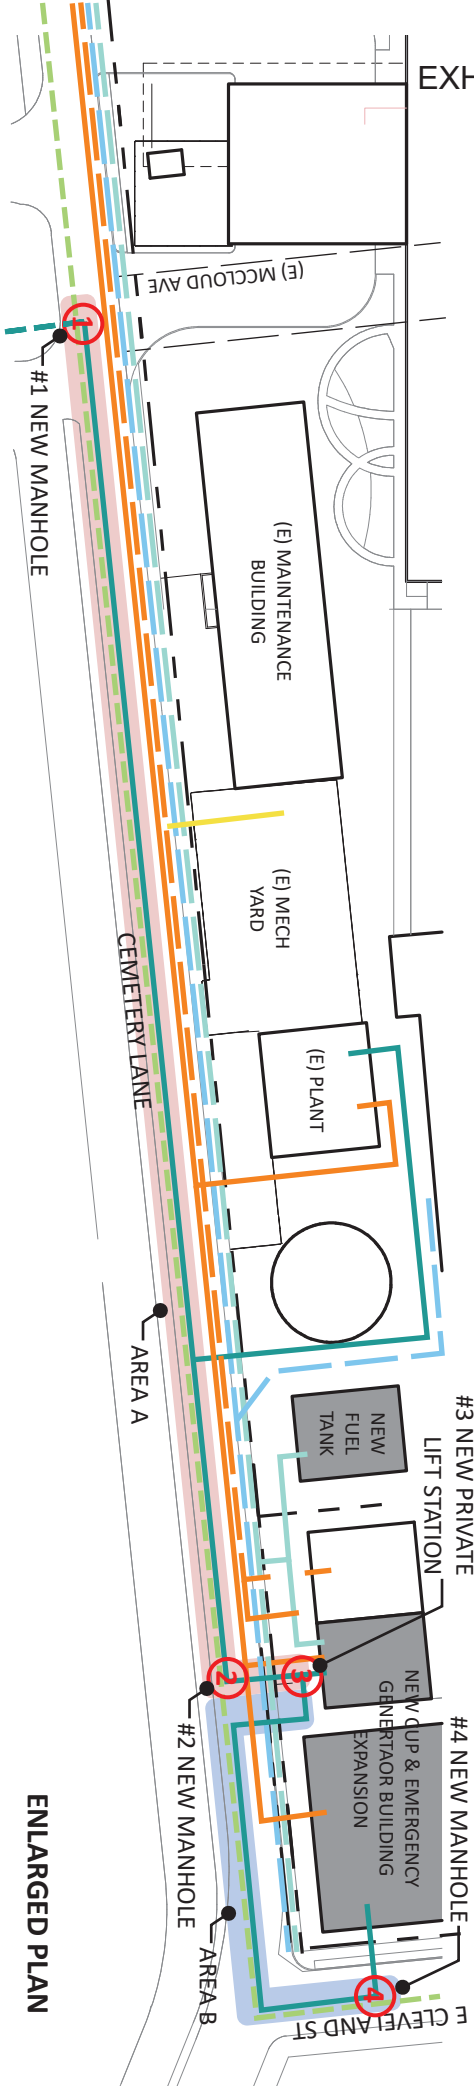 EXH
(E) MCCLOUD AVE
1
#1 NEW MANHOLE
(E) MAINTENANCE
BUILDING
(E) MECH
YARD
CEMETERY LANE
(E) PLANT
AREA A
NEW
FUEL
TANK
#3 NEW PRIVATE
LIFT STATION
2
3
#2 NEW MANHOLE
NEW CUP & EMERGENCY
GENERTAOR BUILDING
EXPANSION
#4 NEW MANHOLE
AREA B
4
E CLEVELAND ST
ENLARGED PLAN